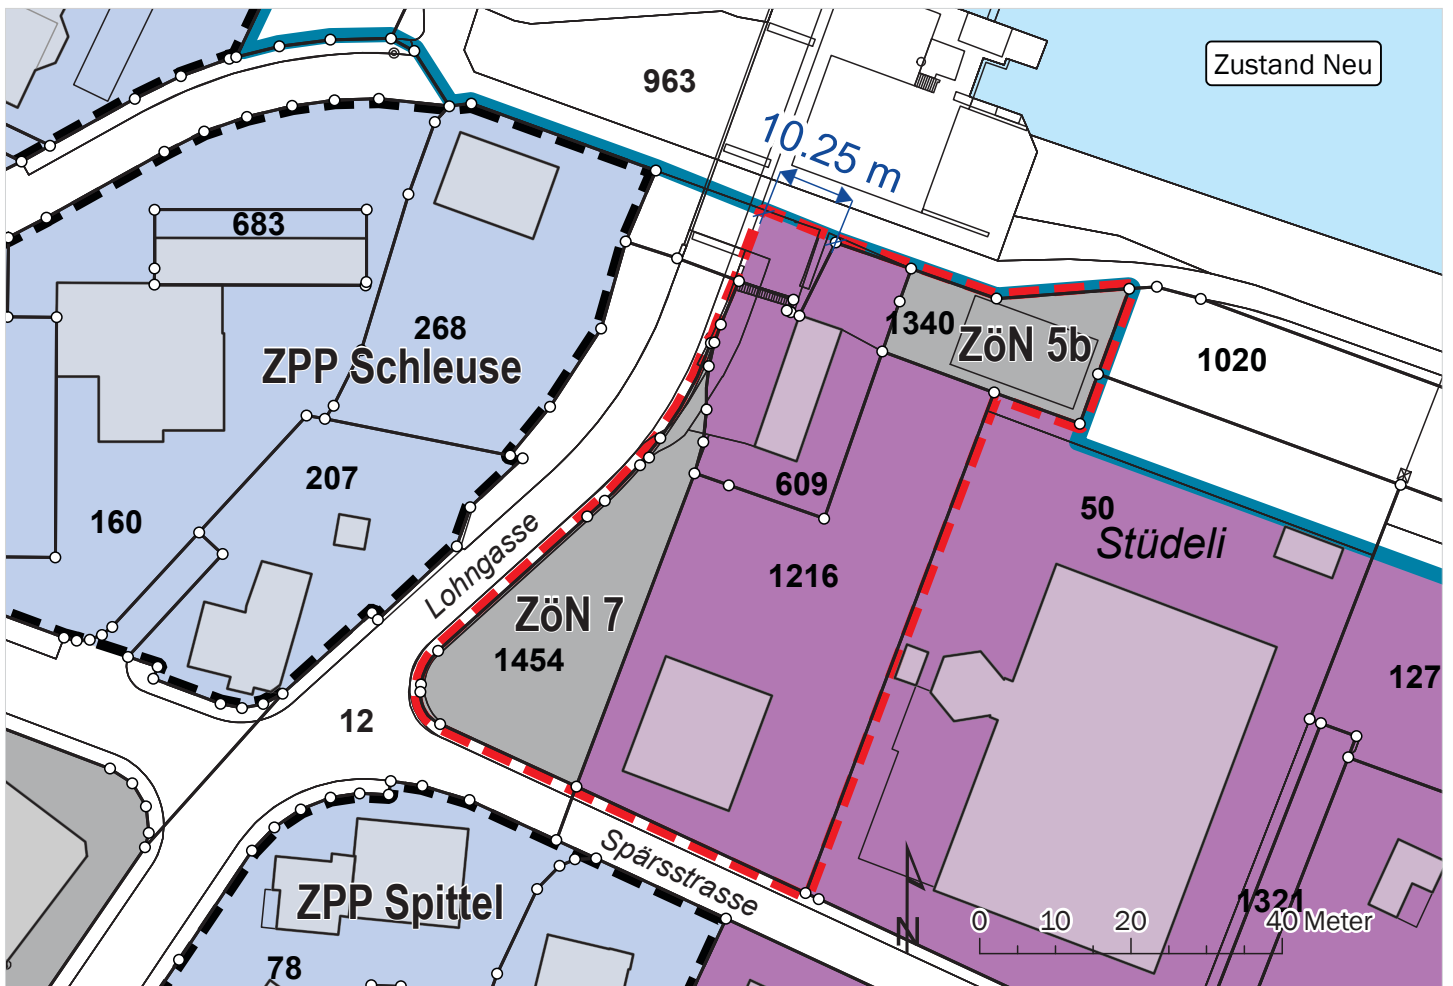 Zustand Neu
963
10.25 m
683
268
ZPP Schleuse
1340
ZöN 5b
1020
207
160
609
50
Stüdeli
Lohngasse
1216
ZöN 7
1454
127
12
Spärsstrasse
ZPP Spittel
78
1321
N
0 10 20 40 Meter